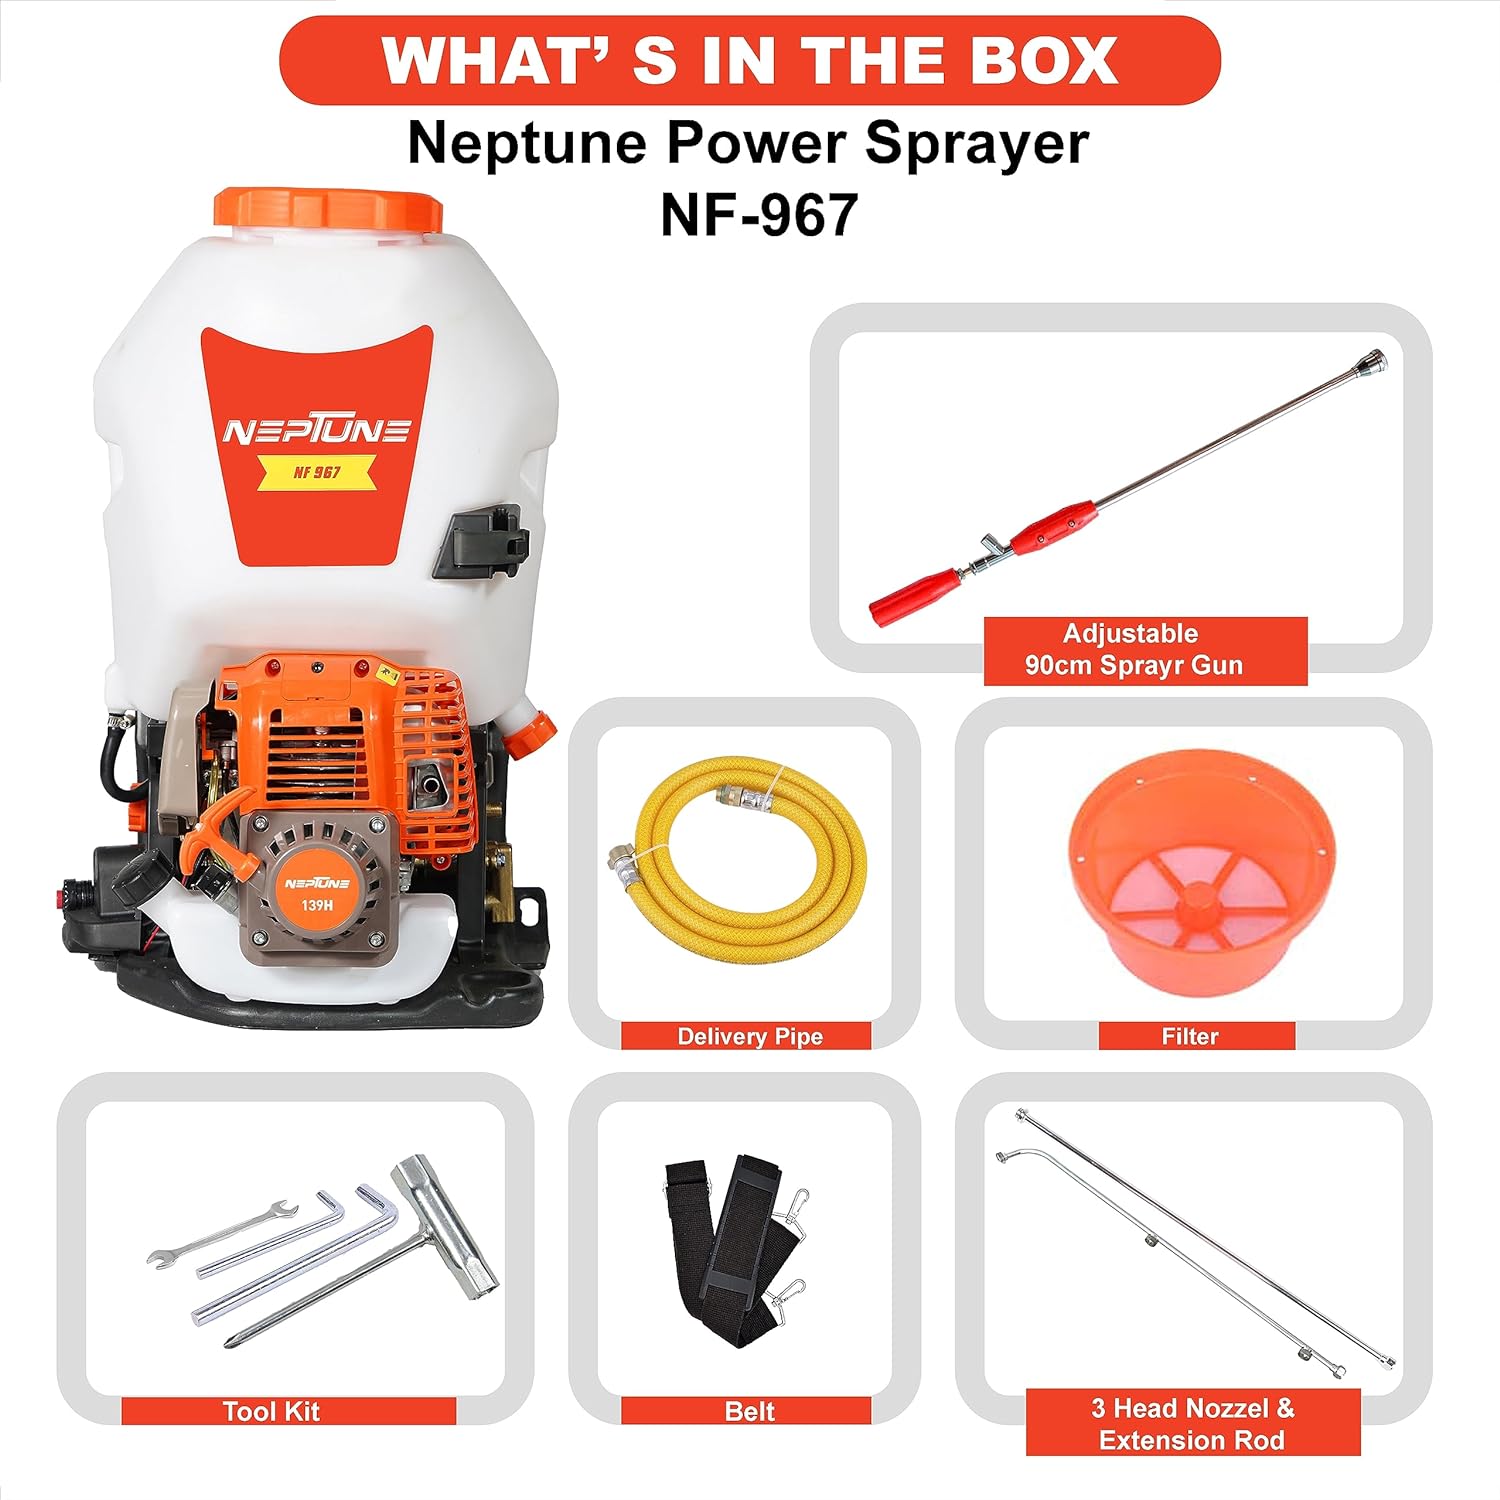 WHAT' S IN THE BOX
Neptune Power Sprayer
NF-967
NEPTUNE
NF 967
NEPTUNE
139H
Adjustable
90cm Sprayr Gun
Delivery Pipe
Filter
Tool Kit
Belt
3 Head Nozzel &
Extension Rod